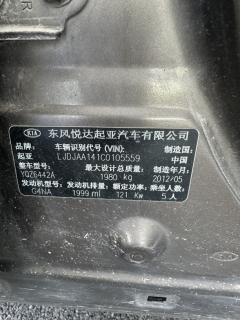 KIA 东风悦达起亚汽车有限公司
车辆识别代号 (VIN): 制造国:
起亚 LJDJAA141C0105559 中国
整车型号: 最大设计总质量: 制造年月:
YQZ6442A 1980 kg 2012/05
发动机型号: 发动机排量: 额定功率: 乘坐人数:
G4NA 1999 ml 121 Kw 5 人